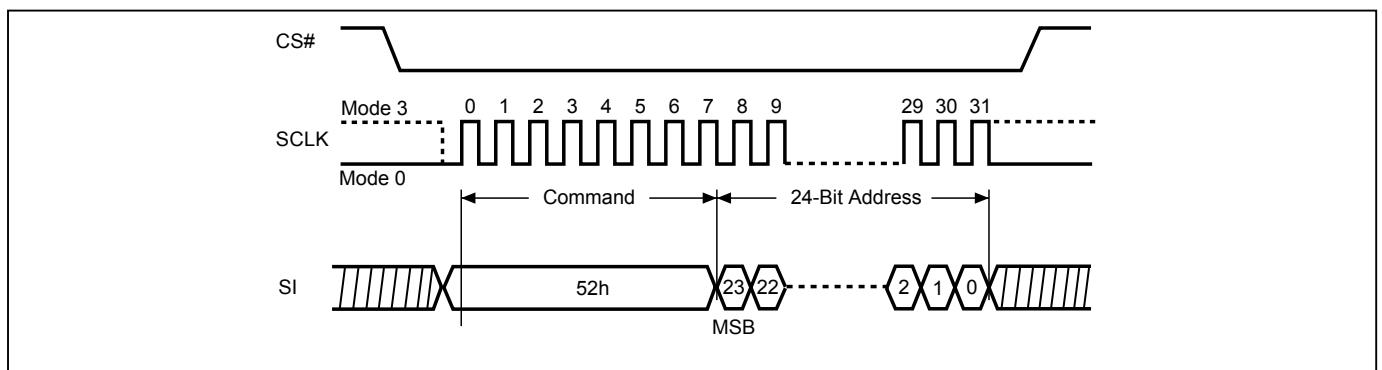 CS#
Mode 3
0 1 2 3 4 5 6 7 8 9 29 30 31
SCLK
Mode 0
Command 24-Bit Address
SI 52h 23 22 2 1 0
MSB